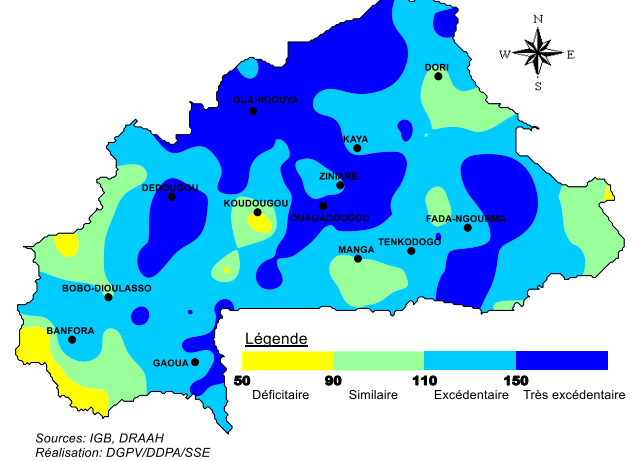 N
W E
S
DORI
OUAHIGOUYA
KAYA
ZINIARE
DEDOUGOU
KOUDOUGOU
OUAGADOUGOU
FADA-NGOURMA
TENKODOGO
MANGA
BOBO-DIOULASSO
BANFORA
GAOUA
Légende
50 90 110 150
Déficitaire Similaire Excédentaire Très excédentaire
Sources: IGB, DRAAH
Réalisation: DGPV/DDPA/SSE